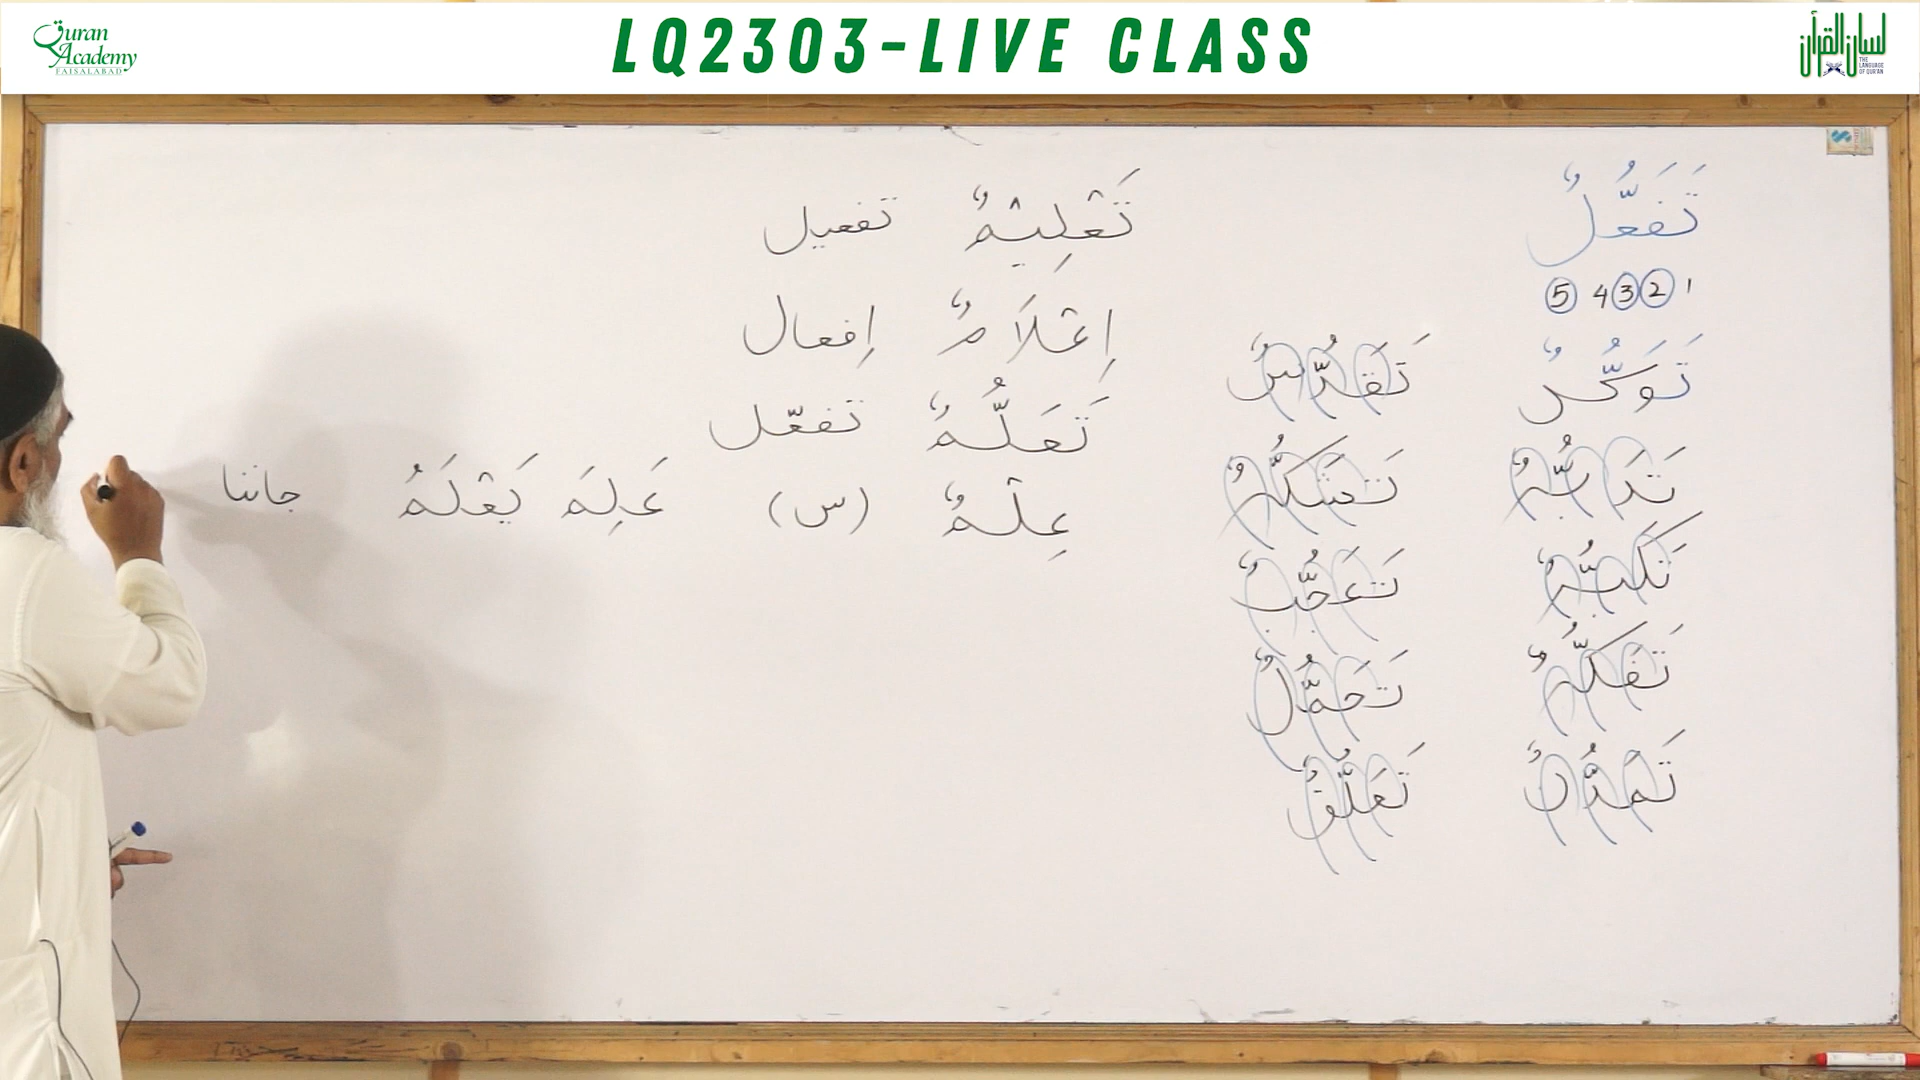 Quran Academy
FAISALABAD
LQ2303-LIVE CLASS
لسان القرآن
THE LANGUAGE OF QUR'AN
تَفَعُّلٌ
1 2 3 4 5
تَوَكُّلٌ
تَدَبُّرٌ
تَكَبُّرٌ
تَفَكُّرٌ
تَمَدُّنٌ
تَقَدُّسٌ
تَشَكُّرٌ
تَعَجُّبٌ
تَحَمُّلٌ
تَعَلُّقٌ
تَعْلِيْمٌ تفعیل
اِعْلَامٌ اِفعال
تَعَلُّمٌ تفعّل
عِلْمٌ (س) عَلِمَ يَعْلَمُ جاننا